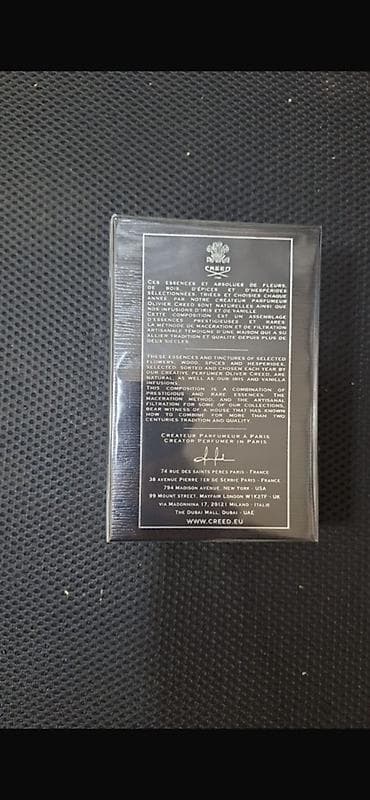 CREED
CES ESSENCES ET ABSOLUES DE FLEURS,
DE BOIS, D'ÉPICES ET D'HESPÉRIDES
SÉLECTIONNÉES, TRIÉES ET CHOISIES CHAQUE
ANNÉE PAR NOTRE CRÉATEUR PARFUMEUR
OLIVIER CREED SONT NATURELLES AINSI QUE
NOS INFUSIONS D'IRIS ET DE VANILLE.
CETTE COMPOSITION EST UN ASSEMBLAGE
D'ESSENCES PRESTIGIEUSES ET RARES.
LA MÉTHODE DE MACÉRATION ET DE FILTRATION
ARTISANALE TÉMOIGNE D'UNE MAISON QUI A SU
ALLIER TRADITION ET QUALITÉ DEPUIS PLUS DE
DEUX SIÈCLES.
THESE ESSENCES AND TINCTURES OF SELECTED
FLOWERS, WOOD, SPICES AND HESPERIDES,
SELECTED, SORTED AND CHOSEN EACH YEAR BY
OUR CREATIVE PERFUMER OLIVIER CREED, ARE
NATURAL, AS WELL AS OUR IRIS AND VANILLA
INFUSIONS.
THIS COMPOSITION IS A COMBINATION OF
PRESTIGIOUS AND RARE ESSENCES. THE
MACERATION METHOD, AND THE ARTISANAL
FILTRATION FOR SOME OF OUR COLLECTIONS,
BEAR WITNESS OF A HOUSE THAT HAS KNOWN
HOW TO COMBINE FOR MORE THAN TWO
CENTURIES TRADITION AND QUALITY.
CRÉATEUR PARFUMEUR À PARIS
CREATOR PERFUMER IN PARIS
74 RUE DES SAINTS PÈRES PARIS - FRANCE
38 AVENUE PIERRE 1ER DE SERBIE PARIS - FRANCE
794 MADISON AVENUE, NEW YORK - USA
99 MOUNT STREET, MAYFAIR LONDON W1K2TF - UK
VIA MADONNINA 17, 20121 MILANO - ITALIE
THE DUBAI MALL, DUBAI - UAE
WWW.CREED.EU